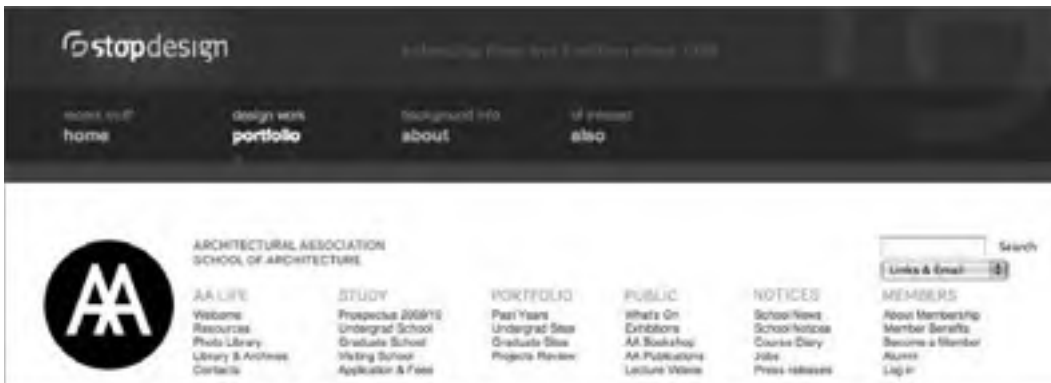 stopdesign
design work
background info
of interest
home
portfolio
about
also
ARCHITECTURAL ASSOCIATION
SCHOOL OF ARCHITECTURE
Search
Links & Email
AA LIFE
STUDY
PORTFOLIO
PUBLIC
NOTICES
MEMBERS
Welcome
Prospectus 2009/10
Past Years
What's On
School News
About Membership
Resources
Undergrad School
Undergrad Sites
Exhibitions
School Notices
Member Benefits
Photo Library
Graduate School
Graduate Sites
AA Bookshop
Course Diary
Become a Member
Library & Archives
Visiting School
Projects Review
AA Publications
Jobs
Alumni
Contacts
Application & Fees
Lecture Videos
Press releases
Log in
AA